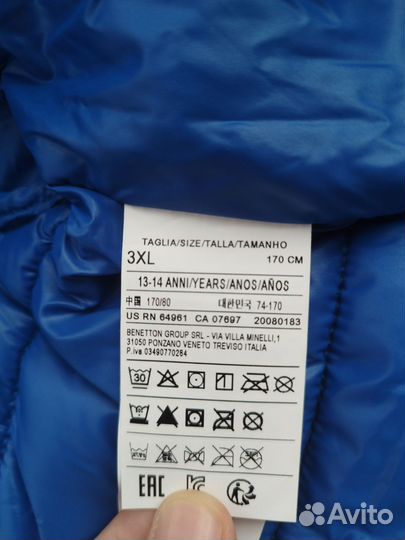 TAGLIA/SIZE/TALLA/TAMANHO
3XL 170 CM
13-14 ANNI/YEARS/ANOS/AÑOS
中国 170/80 대한민국 74-170
US RN 64961 CA 07697 20080183
BENETTON GROUP SRL - VIA VILLA MINELLI,1
31050 PONZANO VENETO TREVISO ITALIA
P.iva 03490770284
30
EAC
Avito